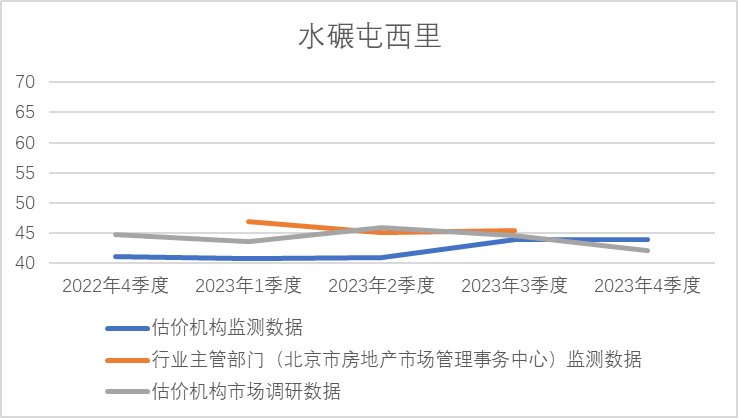 水碾屯西里
70
65
60
55
50
45
40
2022年4季度 2023年1季度 2023年2季度 2023年3季度 2023年4季度
估价机构监测数据
行业主管部门（北京市房地产市场管理事务中心）监测数据
估价机构市场调研数据